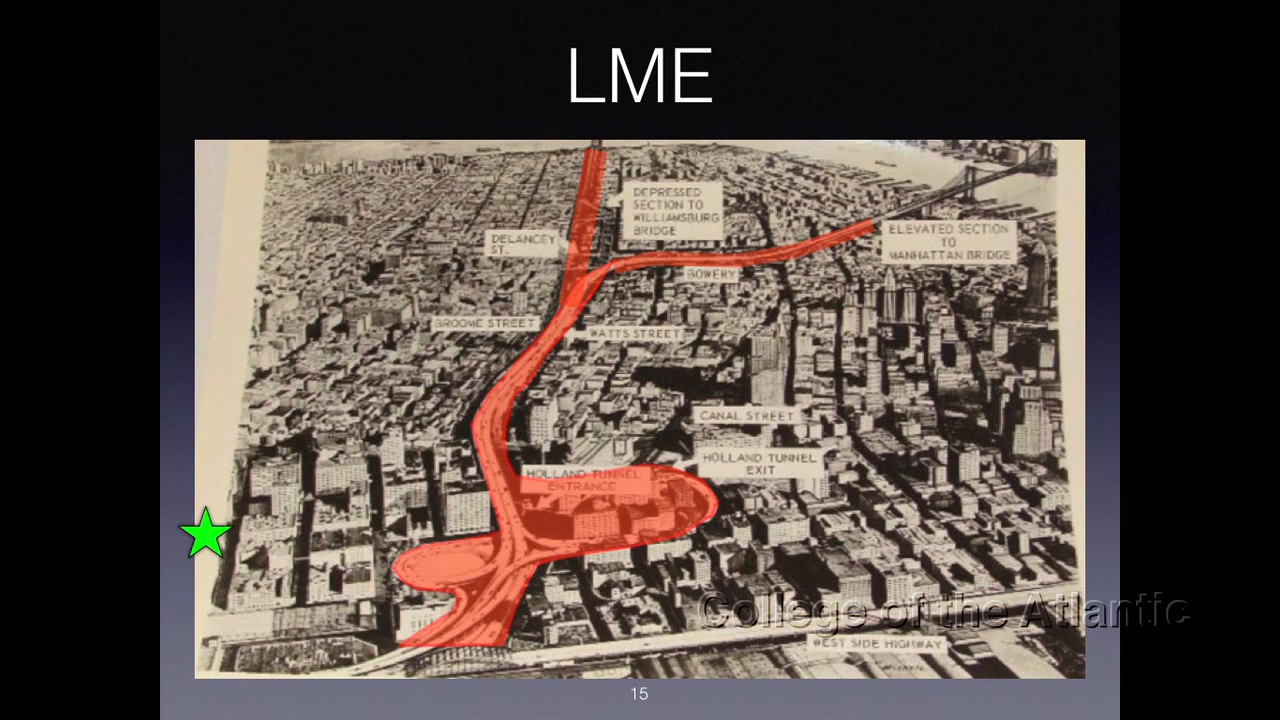 LME
DEPRESSED
SECTION TO
WILLIAMSBURG
BRIDGE
DELANCEY
ST.
ELEVATED SECTION
TO
MANHATTAN BRIDGE
BOWERY
BROOME STREET
WATTS STREET
CANAL STREET
HOLLAND TUNNEL
EXIT
HOLLAND TUNNEL
ENTRANCE
College of the Atlantic
WEST SIDE HIGHWAY
15